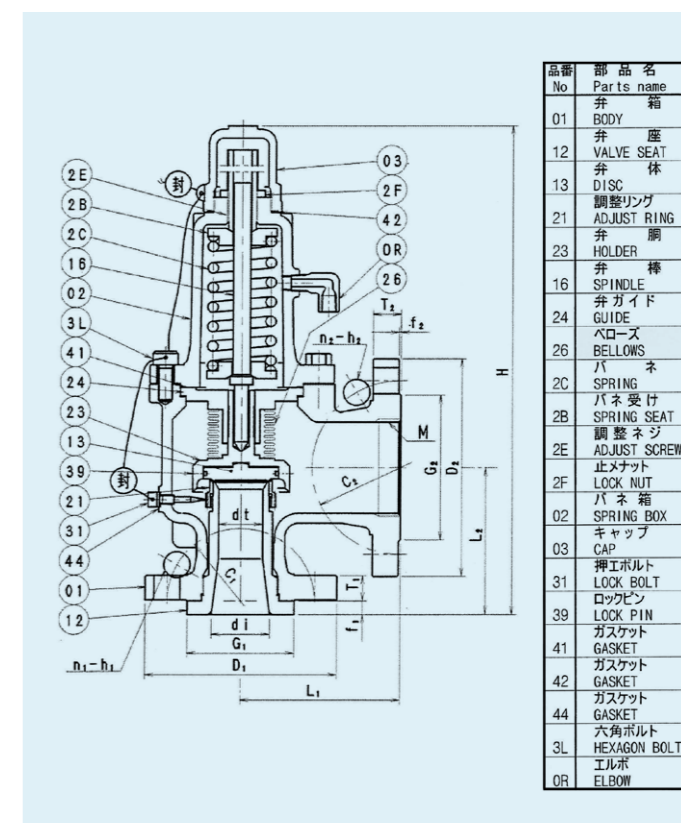 2E
2B
2C
16
02
3L
41
24
23
13
39
21
31
44
01
12
封
封
03
2F
42
0R
26
T₂
f₂
n₂-h₂
H
M
G₂
D₂
C₂
L₂
dt
C₁
T₁
f₁
di
G₁
D₁
n₁-h₁
L₁
品番 部品名
No Parts name
弁箱
01 BODY
弁座
12 VALVE SEAT
弁体
13 DISC
調整リング
21 ADJUST RING
弁胴
23 HOLDER
弁棒
16 SPINDLE
弁ガイド
24 GUIDE
ベローズ
26 BELLOWS
バネ
2C SPRING
バネ受け
2B SPRING SEAT
調整ネジ
2E ADJUST SCREW
止メナット
2F LOCK NUT
バネ箱
02 SPRING BOX
キャップ
03 CAP
押エボルト
31 LOCK BOLT
ロックピン
39 LOCK PIN
ガスケット
41 GASKET
ガスケット
42 GASKET
ガスケット
44 GASKET
六角ボルト
3L HEXAGON BOLT
エルボ
0R ELBOW